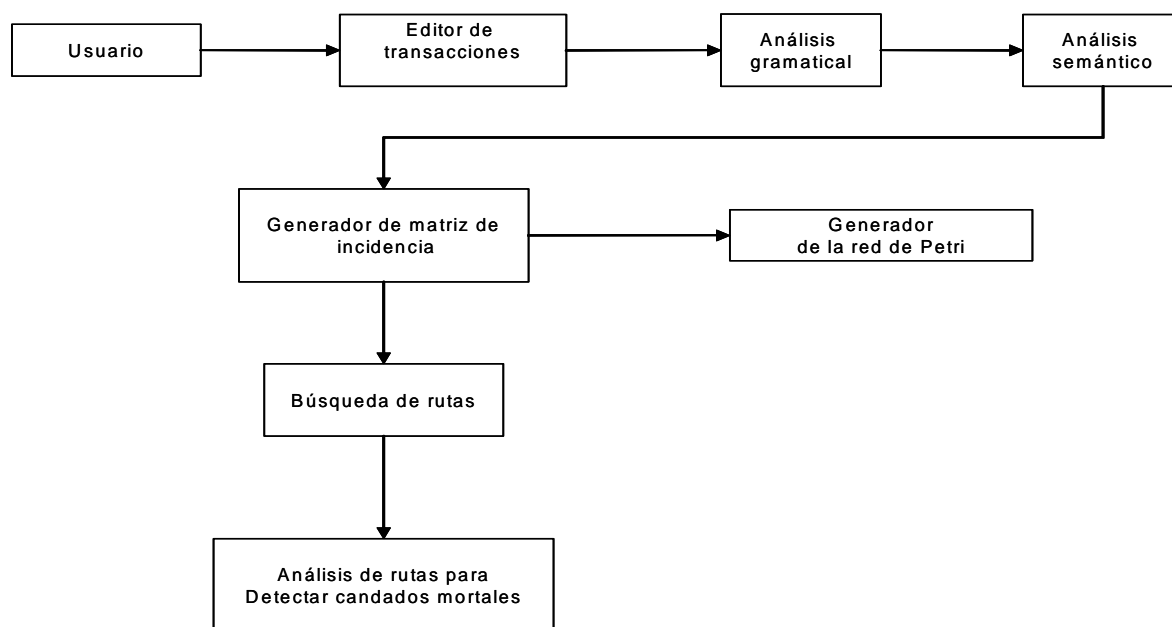 Usuario
Editor de
transacciones
Análisis
gramatical
Análisis
semántico
Generador de matriz de
incidencia
Generador
de la red de Petri
Búsqueda de rutas
Análisis de rutas para
Detectar candados mortales